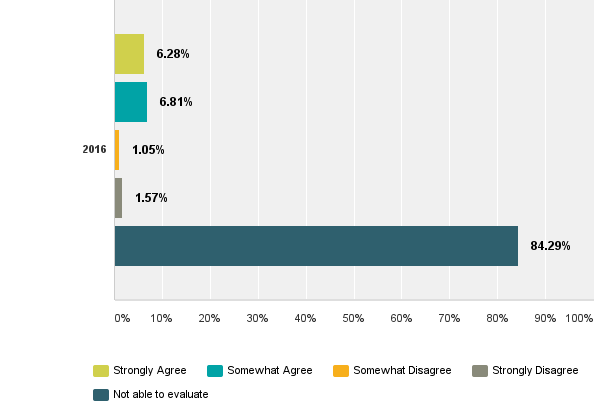 6.28%
6.81%
2016
1.05%
1.57%
84.29%
0% 10% 20% 30% 40% 50% 60% 70% 80% 90% 100%
Strongly Agree Somewhat Agree Somewhat Disagree Strongly Disagree
Not able to evaluate